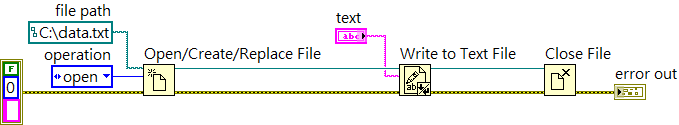 file path
C:\data.txt
text
abc
operation
open
Open/Create/Replace File
Write to Text File
Close File
error out
F
0
ab